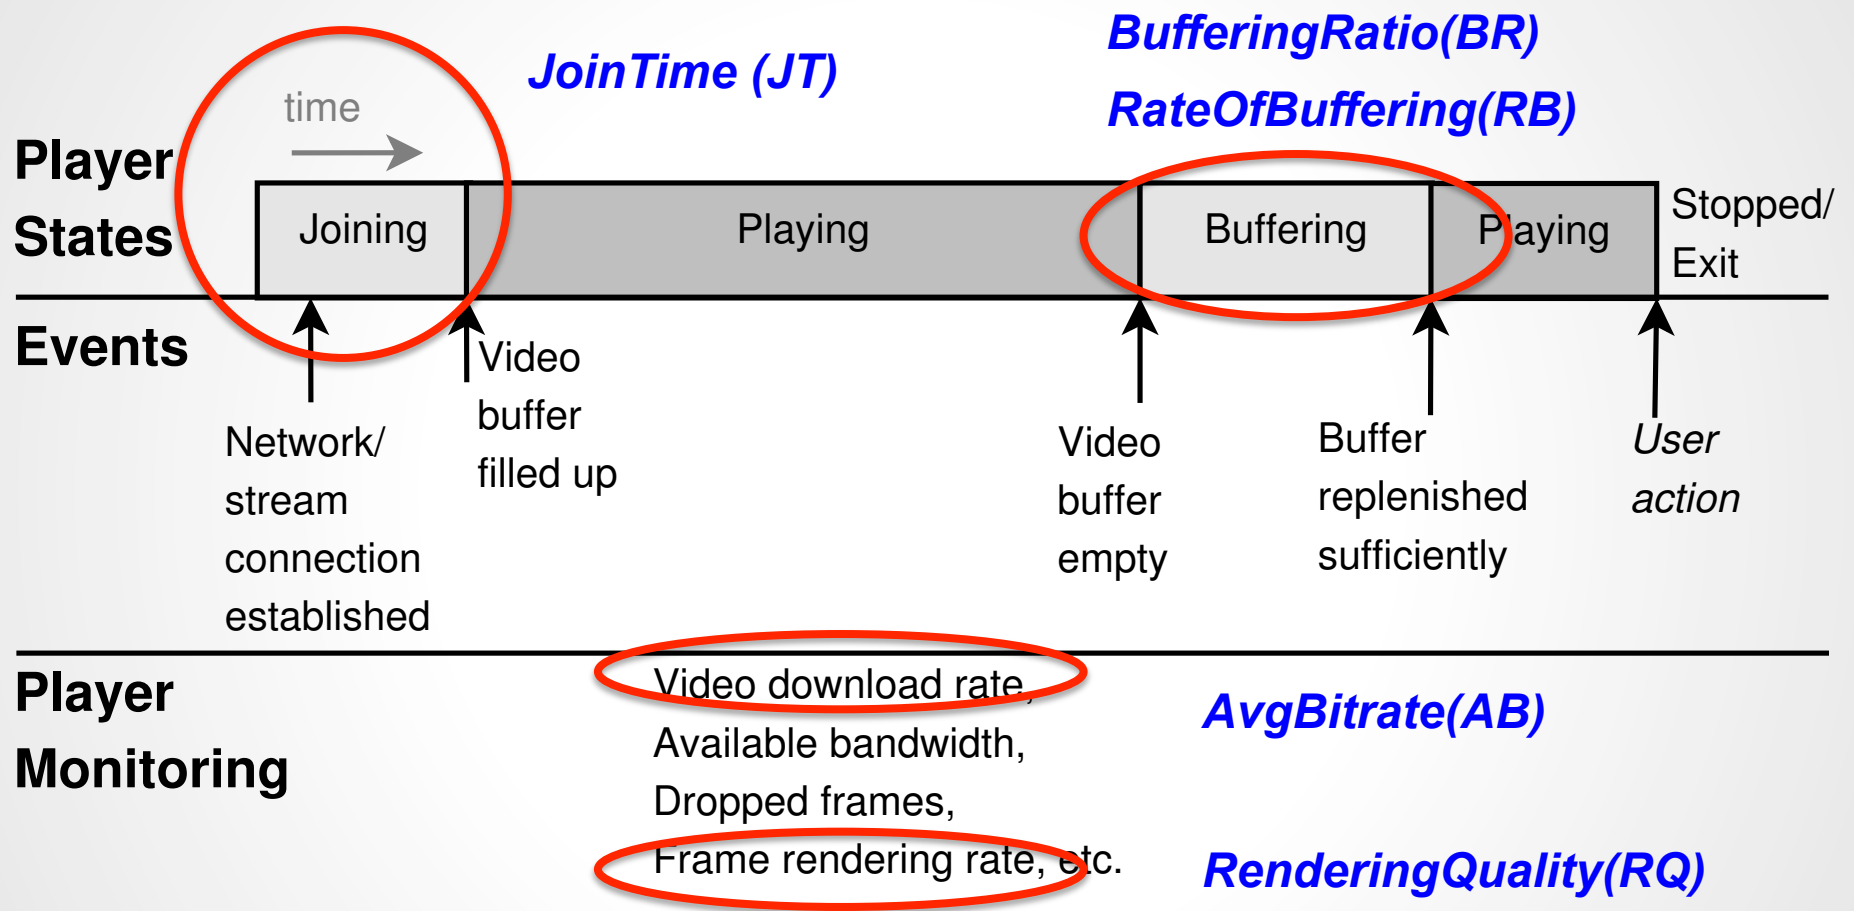 BufferingRatio(BR)
JoinTime (JT)
RateOfBuffering(RB)
time
Player
States
Joining
Playing
Buffering
Playing
Stopped/
Exit
Events
Video
buffer
filled up
Network/
stream
connection
established
Video
buffer
empty
Buffer
replenished
sufficiently
User
action
Player
Monitoring
Video download rate,
Available bandwidth,
Dropped frames,
Frame rendering rate, etc.
AvgBitrate(AB)
RenderingQuality(RQ)